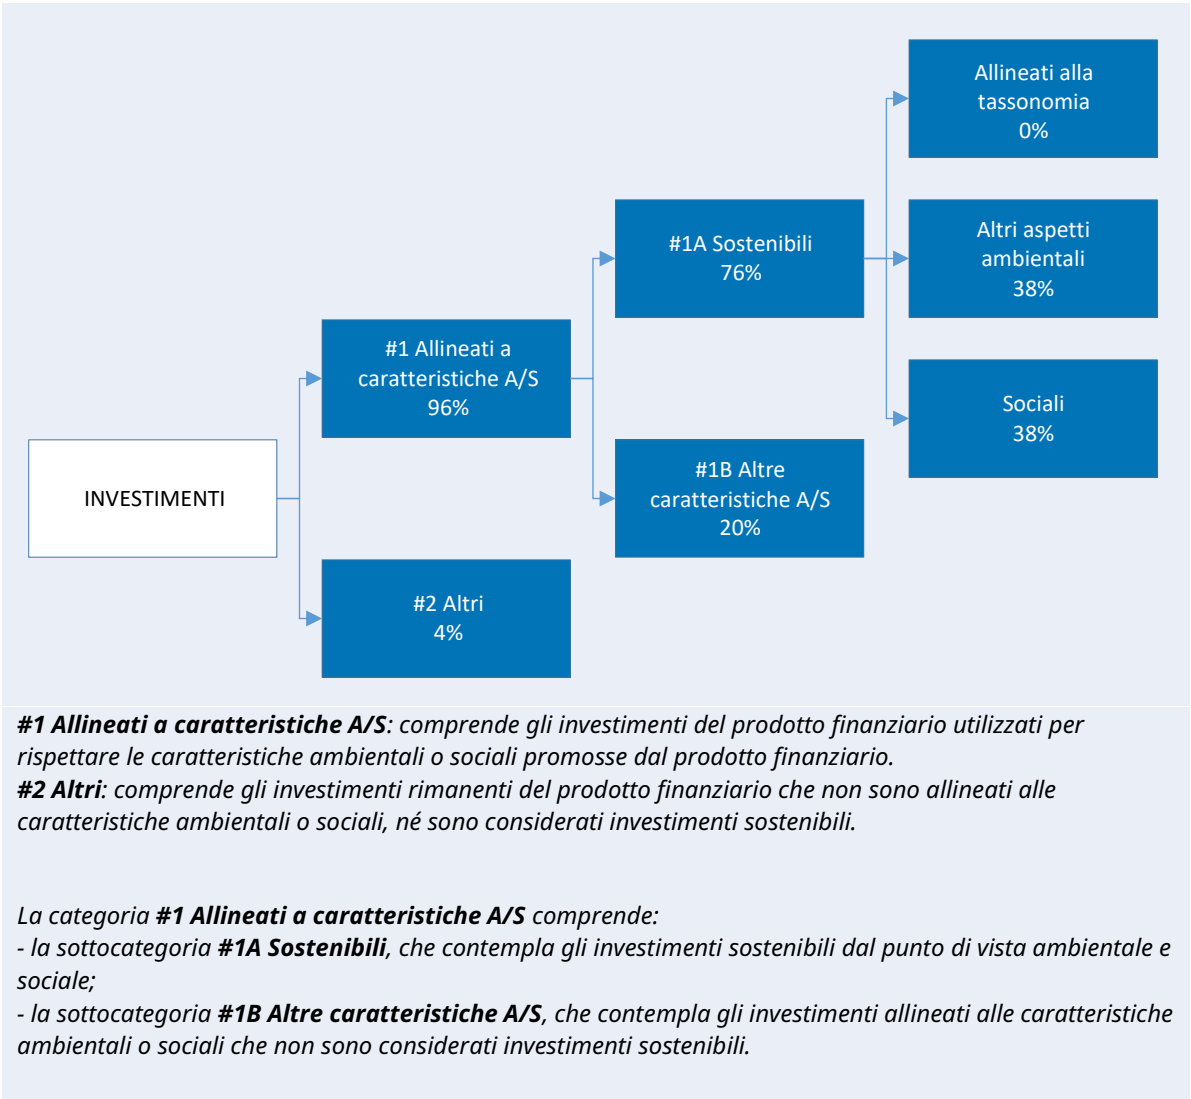 Allineati alla
tassonomia
0%
#1A Sostenibili
76%
Altri aspetti
ambientali
38%
#1 Allineati a
caratteristiche A/S
96%
Sociali
38%
INVESTIMENTI
#1B Altre
caratteristiche A/S
20%
#2 Altri
4%
#1 Allineati a caratteristiche A/S: comprende gli investimenti del prodotto finanziario utilizzati per
rispettare le caratteristiche ambientali o sociali promosse dal prodotto finanziario.
#2 Altri: comprende gli investimenti rimanenti del prodotto finanziario che non sono allineati alle
caratteristiche ambientali o sociali, né sono considerati investimenti sostenibili.
La categoria #1 Allineati a caratteristiche A/S comprende:
- la sottocategoria #1A Sostenibili, che contempla gli investimenti sostenibili dal punto di vista ambientale e
sociale;
- la sottocategoria #1B Altre caratteristiche A/S, che contempla gli investimenti allineati alle caratteristiche
ambientali o sociali che non sono considerati investimenti sostenibili.